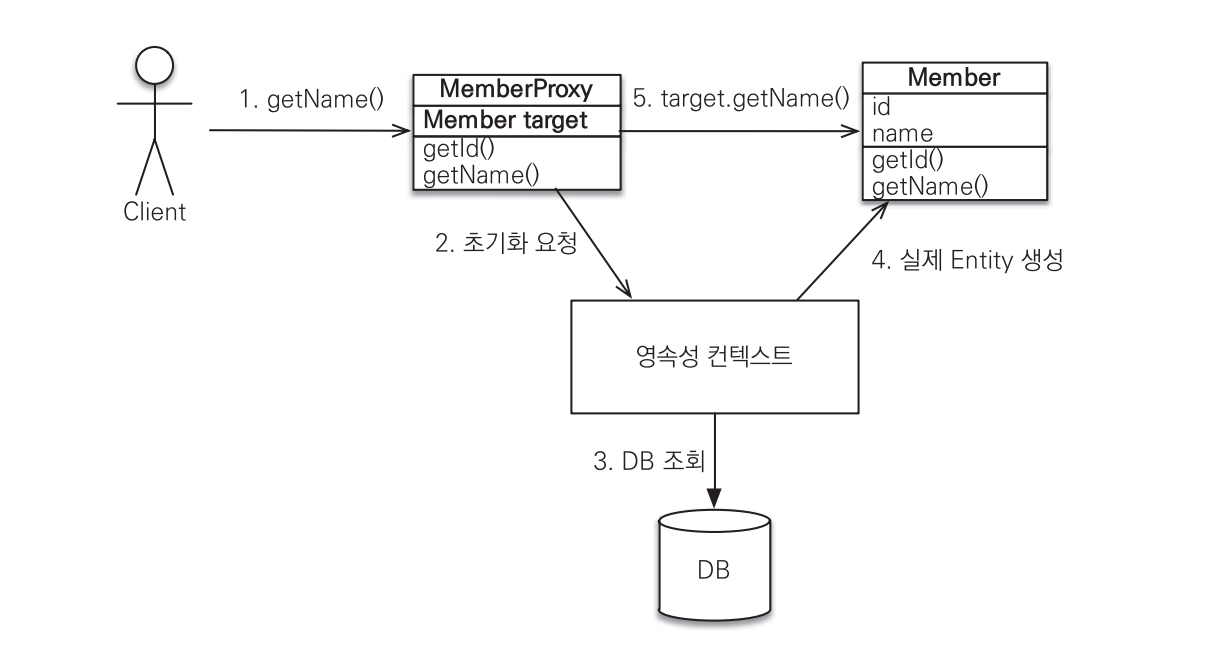 1. getName()
Client
MemberProxy
Member target
getId()
getName()
5. target.getName()
Member
id
name
getId()
getName()
2. 초기화 요청
4. 실제 Entity 생성
영속성 컨텍스트
3. DB 조회
DB